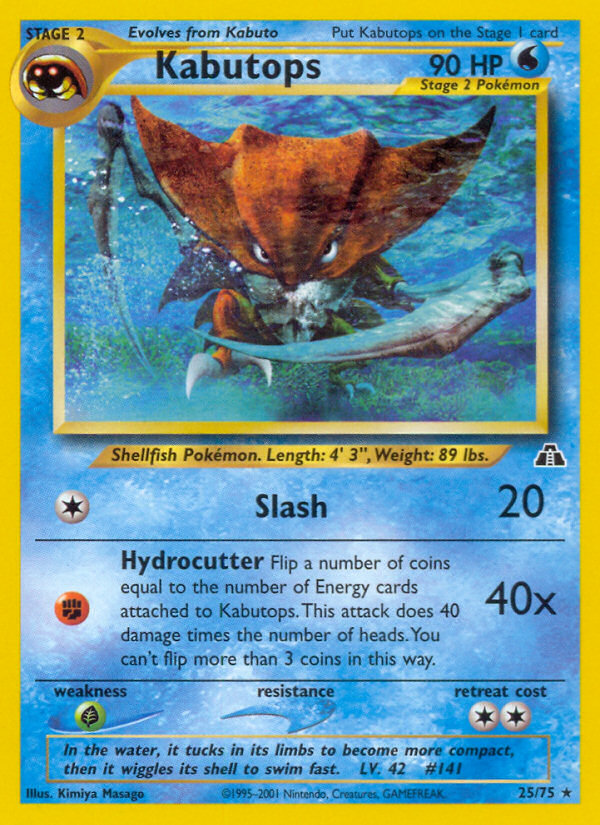 STAGE 2 Evolves from Kabuto Put Kabutops on the Stage 1 card
Kabutops 90 HP
Stage 2 Pokémon
Shellfish Pokémon. Length: 4' 3", Weight: 89 lbs.
Slash 20
Hydrocutter Flip a number of coins
equal to the number of Energy cards
attached to Kabutops. This attack does 40
damage times the number of heads. You
can't flip more than 3 coins in this way.
40x
weakness resistance retreat cost
In the water, it tucks in its limbs to become more compact,
then it wiggles its shell to swim fast. LV. 42 #141
Illus. Kimiya Masago ©1995-2001 Nintendo, Creatures, GAMEFREAK. 25/75 ★